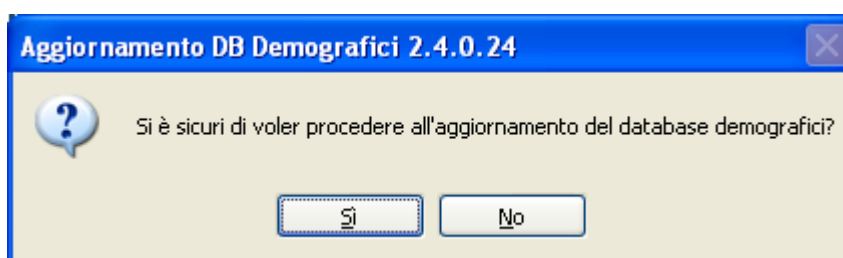 Aggiornamento DB Demografici 2.4.0.24
Si è sicuri di voler procedere all'aggiornamento del database demografici?
Sì
No